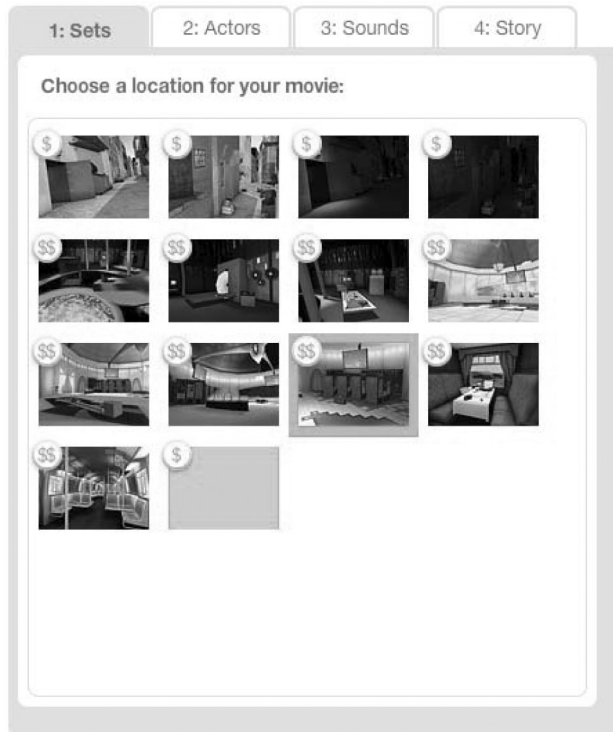 1: Sets 2: Actors 3: Sounds 4: Story
Choose a location for your movie:
$ $ $ $
$$ $$ $$ $$
$$ $$ $$ $$
$$ $